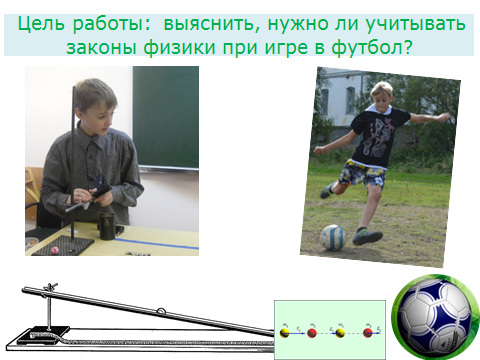 Цель работы:  выяснить, нужно ли учитывать
законы физики при игре в футбол?